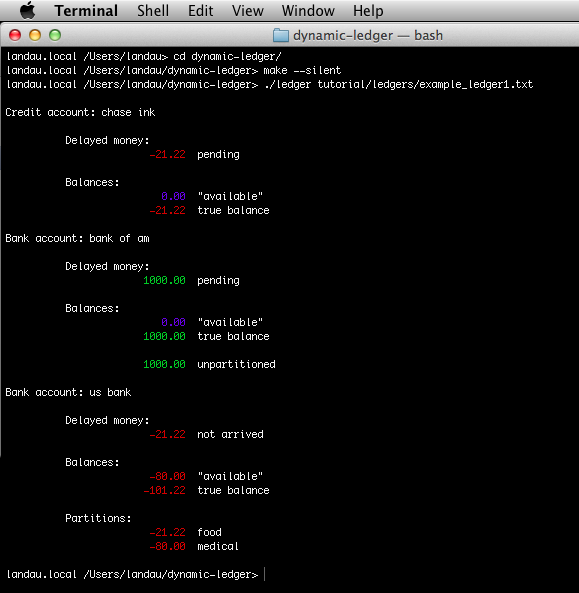 Terminal Shell Edit View Window Help
dynamic-ledger — bash
landau.local /Users/landau> cd dynamic-ledger/
landau.local /Users/landau/dynamic-ledger> make --silent
landau.local /Users/landau/dynamic-ledger> ./ledger tutorial/ledgers/example_ledger1.txt
Credit account: chase ink
Delayed money:
-21.22 pending
Balances:
0.00 "available"
-21.22 true balance
Bank account: bank of am
Delayed money:
1000.00 pending
Balances:
0.00 "available"
1000.00 true balance
1000.00 unpartitioned
Bank account: us bank
Delayed money:
-21.22 not arrived
Balances:
-80.00 "available"
-101.22 true balance
Partitions:
-21.22 food
-80.00 medical
landau.local /Users/landau/dynamic-ledger>